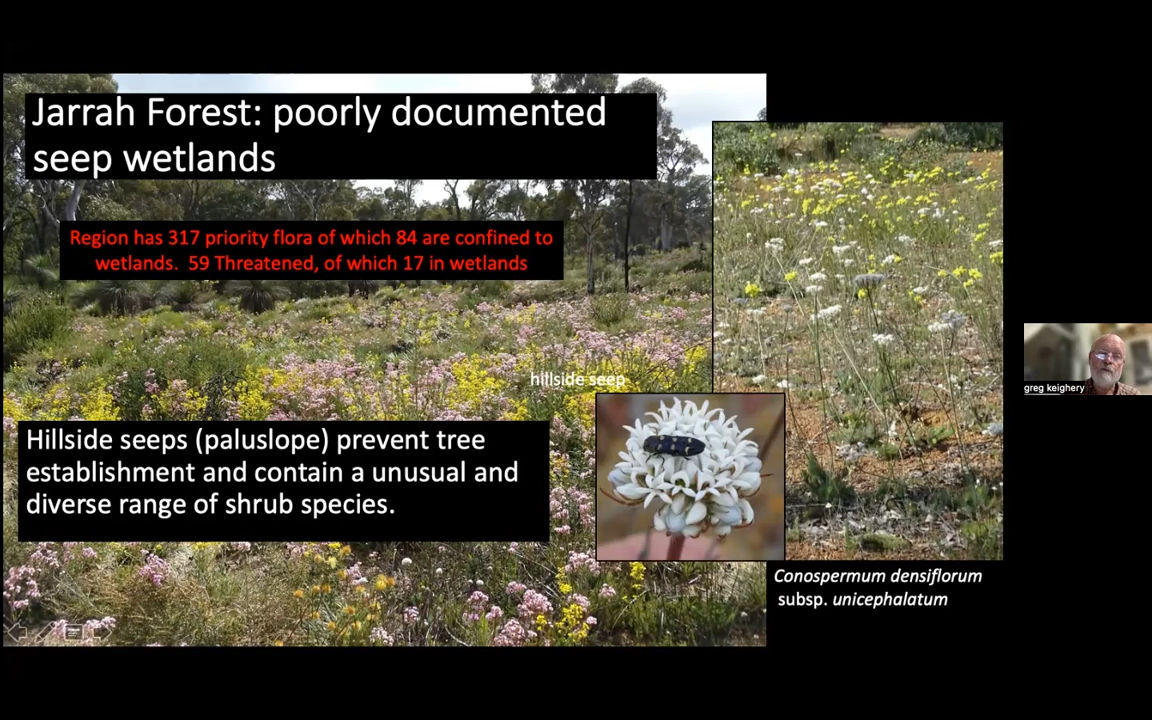 Jarrah Forest: poorly documented
seep wetlands
Region has 317 priority flora of which 84 are confined to
wetlands. 59 Threatened, of which 17 in wetlands
hillside seep
Hillside seeps (paluslope) prevent tree
establishment and contain a unusual and
diverse range of shrub species.
Conospermum densiflorum
subsp. unicephalatum
greg keighery